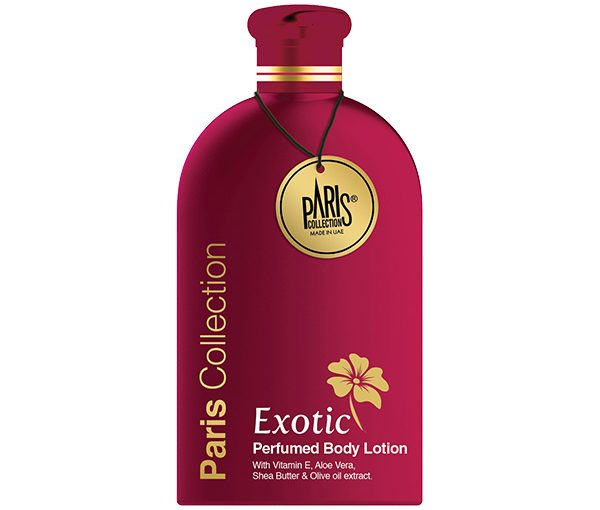 PARIS®
COLLECTION
MADE IN UAE
Paris Collection
Exotic
Perfumed Body Lotion
With Vitamin E, Aloe Vera,
Shea Butter & Olive oil extract.